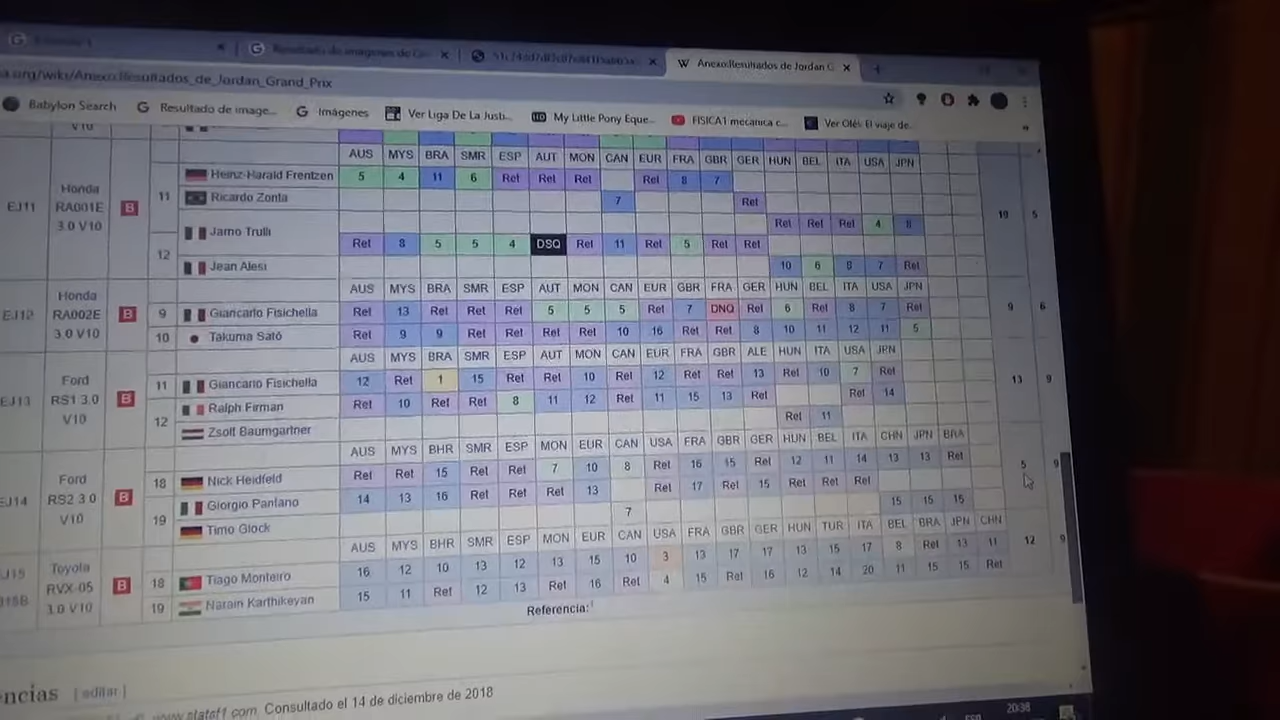 Anexo:Resultados de Jordan G
a.org/wiki/Anexo:Resultados_de_Jordan_Grand_Prix
Babylon Search Resultado de image... Imágenes Ver Liga De La Justi... My Little Pony Eque... FISICA1 mecanica c... Ver Olé: El viaje de...
V10
AUS MYS BRA SMR ESP AUT MON CAN EUR FRA GBR GER HUN BEL ITA USA JPN
EJ11 Honda RA001E 3.0 V10 B 11 Heinz-Harald Frentzen 5 4 11 6 Ret Ret Ret Ret 8 7 19 5
Ricardo Zonta 7 Ret
Jarno Trulli Ret Ret Ret 4 8
12 Ret 8 5 5 4 DSQ Ret 11 Ret 5 Ret Ret
Jean Alesi 10 6 8 7 Ret
AUS MYS BRA SMR ESP AUT MON CAN EUR GBR FRA GER HUN BEL ITA USA JPN
EJ12 Honda RA002E 3.0 V10 B 9 Giancarlo Fisichella Ret 13 Ret Ret Ret 5 5 5 Ret 7 DNQ Ret 6 Ret 8 7 Ret 9 6
10 Takuma Satō Ret 9 9 Ret Ret Ret Ret 10 16 Ret Ret 8 10 11 12 11 5
AUS MYS BRA SMR ESP AUT MON CAN EUR FRA GBR ALE HUN ITA USA JPN
EJ13 Ford RS1 3.0 V10 B 11 Giancarlo Fisichella 12 Ret 1 15 Ret Ret 10 Ret 12 Ret Ret 13 Ret 10 7 Ret 13 9
12 Ralph Firman Ret 10 Ret Ret 8 11 12 Ret 11 15 13 Ret Ret 14
Zsolt Baumgartner Ret 11
AUS MYS BHR SMR ESP MON EUR CAN USA FRA GBR GER HUN BEL ITA CHN JPN BRA
EJ14 Ford RS2 3.0 V10 B 18 Nick Heidfeld Ret Ret 15 Ret Ret 7 10 8 Ret 16 15 Ret 12 11 14 13 13 Ret 5 9
19 Giorgio Pantano 14 13 16 Ret Ret Ret 13 Ret 17 Ret 15 Ret Ret Ret
Timo Glock 7 15 15 15
AUS MYS BHR SMR ESP MON EUR CAN USA FRA GBR GER HUN TUR ITA BEL BRA JPN CHN
Toyota RVX-05 3.0 V10 B 18 Tiago Monteiro 16 12 10 13 12 13 15 10 3 13 17 17 13 15 17 8 Ret 13 11 12 9
19 Narain Karthikeyan 15 11 Ret 12 13 Ret 16 Ret 4 15 Ret 16 12 14 20 11 15 15 Ret
Referencia:
encias [ editar ]
www.statsf1.com. Consultado el 14 de diciembre de 2018
ESP 20:38